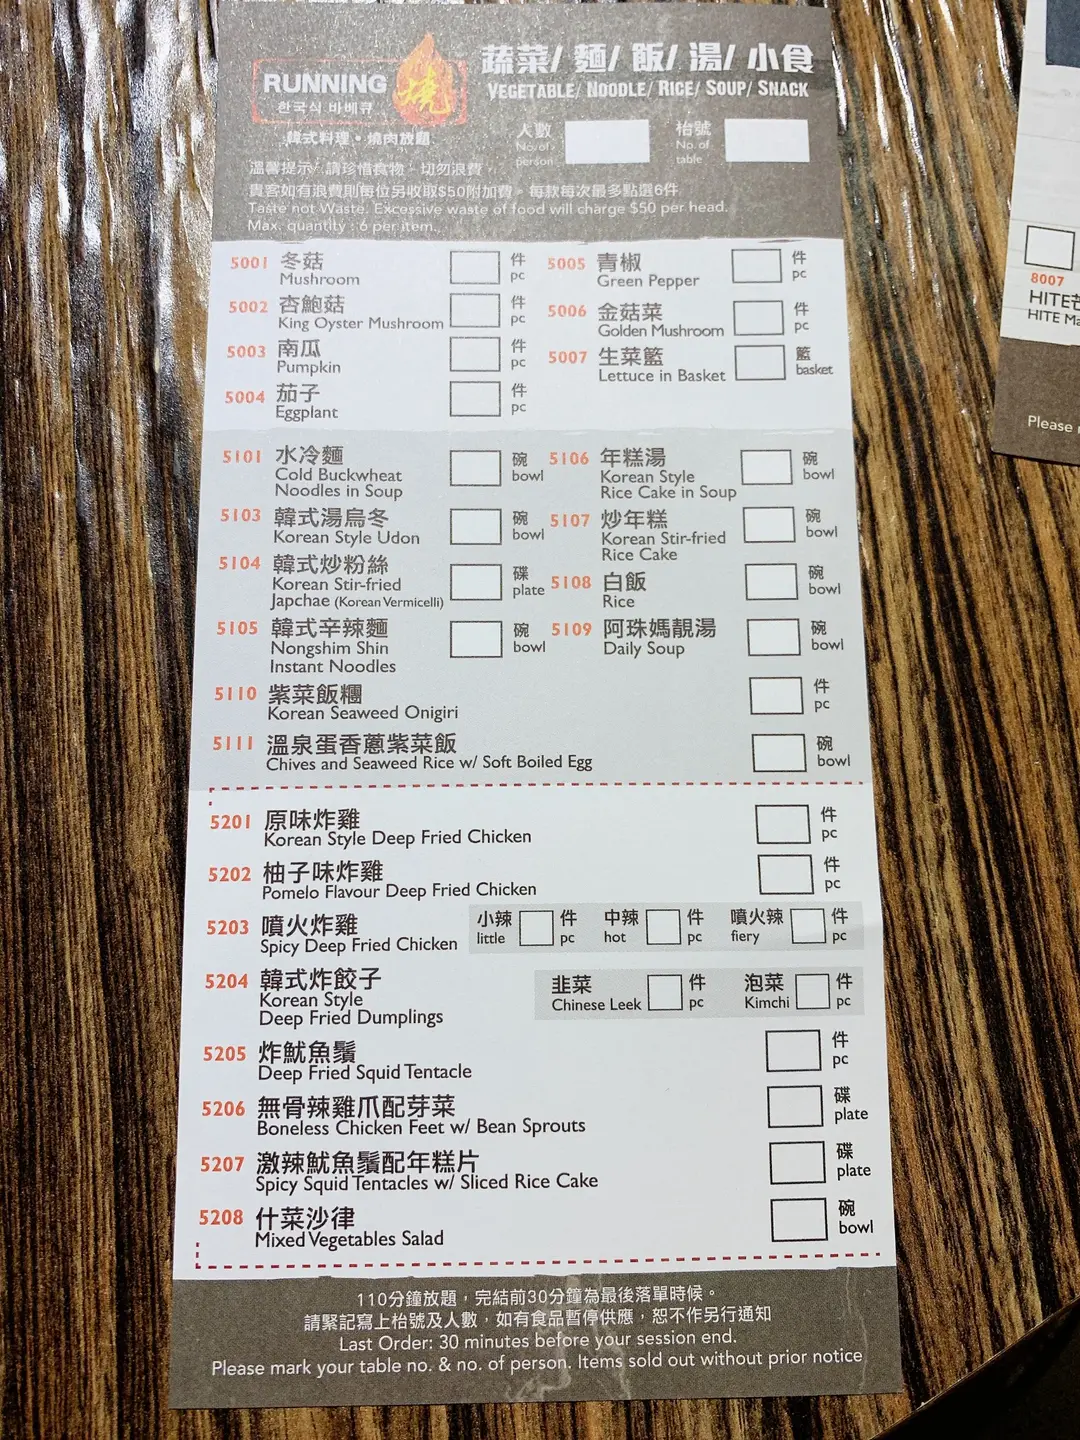 RUNNING
한국식 바베큐
燒
韓式料理・燒肉放題
蔬菜/ 麵/ 飯/ 湯/ 小食
VEGETABLE/ NOODLE/ RICE/ SOUP/ SNACK
人數
No. of person
枱號
No. of table
溫馨提示：請珍惜食物，切勿浪費
貴客如有浪費則每位另收取$50附加費。每款每次最多點選6件
Taste not Waste. Excessive waste of food will charge $50 per head.
Max. quantity : 6 per item.
5001 冬菇 件
Mushroom pc
5002 杏鮑菇 件
King Oyster Mushroom pc
5003 南瓜 件
Pumpkin pc
5004 茄子 件
Eggplant pc
5005 青椒 件
Green Pepper pc
5006 金菇菜 件
Golden Mushroom pc
5007 生菜籃 籃
Lettuce in Basket basket
5101 水冷麵 碗
Cold Buckwheat bowl
Noodles in Soup
5103 韓式湯烏冬 碗
Korean Style Udon bowl
5104 韓式炒粉絲 碟
Korean Stir-fried plate
Japchae (Korean Vermicelli)
5105 韓式辛辣麵 碗
Nongshim Shin bowl
Instant Noodles
5106 年糕湯 碗
Korean Style bowl
Rice Cake in Soup
5107 炒年糕 碗
Korean Stir-fried bowl
Rice Cake
5108 白飯 碗
Rice bowl
5109 阿珠媽靚湯 碗
Daily Soup bowl
5110 紫菜飯糰 件
Korean Seaweed Onigiri pc
5111 溫泉蛋香蔥紫菜飯 碗
Chives and Seaweed Rice w/ Soft Boiled Egg bowl
5201 原味炸雞 件
Korean Style Deep Fried Chicken pc
5202 柚子味炸雞 件
Pomelo Flavour Deep Fried Chicken pc
5203 噴火炸雞 小辣 件 中辣 件 噴火辣 件
Spicy Deep Fried Chicken little pc hot pc fiery pc
5204 韓式炸餃子 韭菜 件 泡菜 件
Korean Style Chinese Leek pc Kimchi pc
Deep Fried Dumplings
5205 炸魷魚鬚 件
Deep Fried Squid Tentacle pc
5206 無骨辣雞爪配芽菜 碟
Boneless Chicken Feet w/ Bean Sprouts plate
5207 激辣魷魚鬚配年糕片 碟
Spicy Squid Tentacles w/ Sliced Rice Cake plate
5208 什菜沙律 碗
Mixed Vegetables Salad bowl
110分鐘放題，完結前30分鐘為最後落單時候。
請緊記寫上枱號及人數，如有食品暫停供應，恕不作另行通知
Last Order: 30 minutes before your session end.
Please mark your table no. & no. of person. Items sold out without prior notice
8007
HITE
HITE
Please